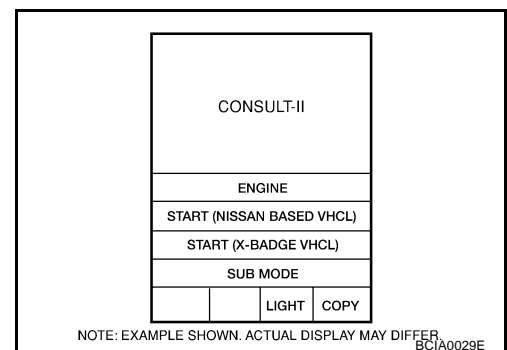 CONSULT-II
ENGINE
START (NISSAN BASED VHCL)
START (X-BADGE VHCL)
SUB MODE
LIGHT COPY
NOTE: EXAMPLE SHOWN. ACTUAL DISPLAY MAY DIFFER.
BCIA0029E